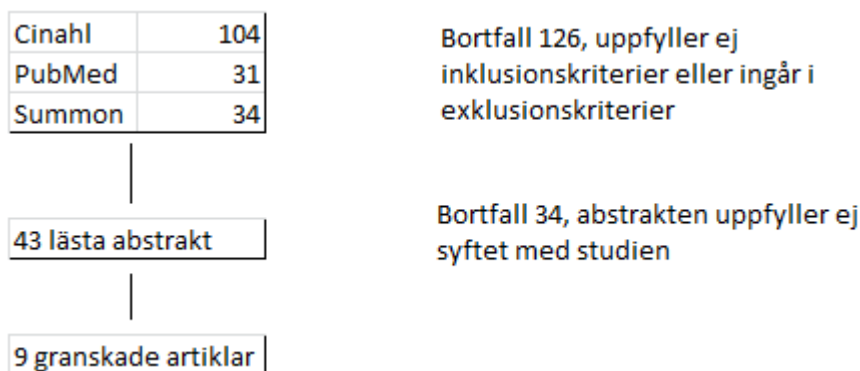 Cinahl 104
PubMed 31
Summon 34
Bortfall 126, uppfyller ej
inklusionskriterier eller ingår i
exklusionskriterier
43 lästa abstrakt
Bortfall 34, abstrakten uppfyller ej
syftet med studien
9 granskade artiklar